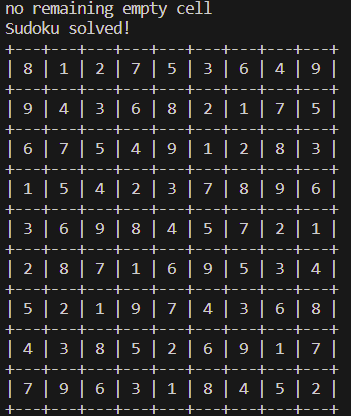 no remaining empty cell
Sudoku solved!
+---+---+---+---+---+---+---+---+---+
| 8 | 1 | 2 | 7 | 5 | 3 | 6 | 4 | 9 |
+---+---+---+---+---+---+---+---+---+
| 9 | 4 | 3 | 6 | 8 | 2 | 1 | 7 | 5 |
+---+---+---+---+---+---+---+---+---+
| 6 | 7 | 5 | 4 | 9 | 1 | 2 | 8 | 3 |
+---+---+---+---+---+---+---+---+---+
| 1 | 5 | 4 | 2 | 3 | 7 | 8 | 9 | 6 |
+---+---+---+---+---+---+---+---+---+
| 3 | 6 | 9 | 8 | 4 | 5 | 7 | 2 | 1 |
+---+---+---+---+---+---+---+---+---+
| 2 | 8 | 7 | 1 | 6 | 9 | 5 | 3 | 4 |
+---+---+---+---+---+---+---+---+---+
| 5 | 2 | 1 | 9 | 7 | 4 | 3 | 6 | 8 |
+---+---+---+---+---+---+---+---+---+
| 4 | 3 | 8 | 5 | 2 | 6 | 9 | 1 | 7 |
+---+---+---+---+---+---+---+---+---+
| 7 | 9 | 6 | 3 | 1 | 8 | 4 | 5 | 2 |
+---+---+---+---+---+---+---+---+---+